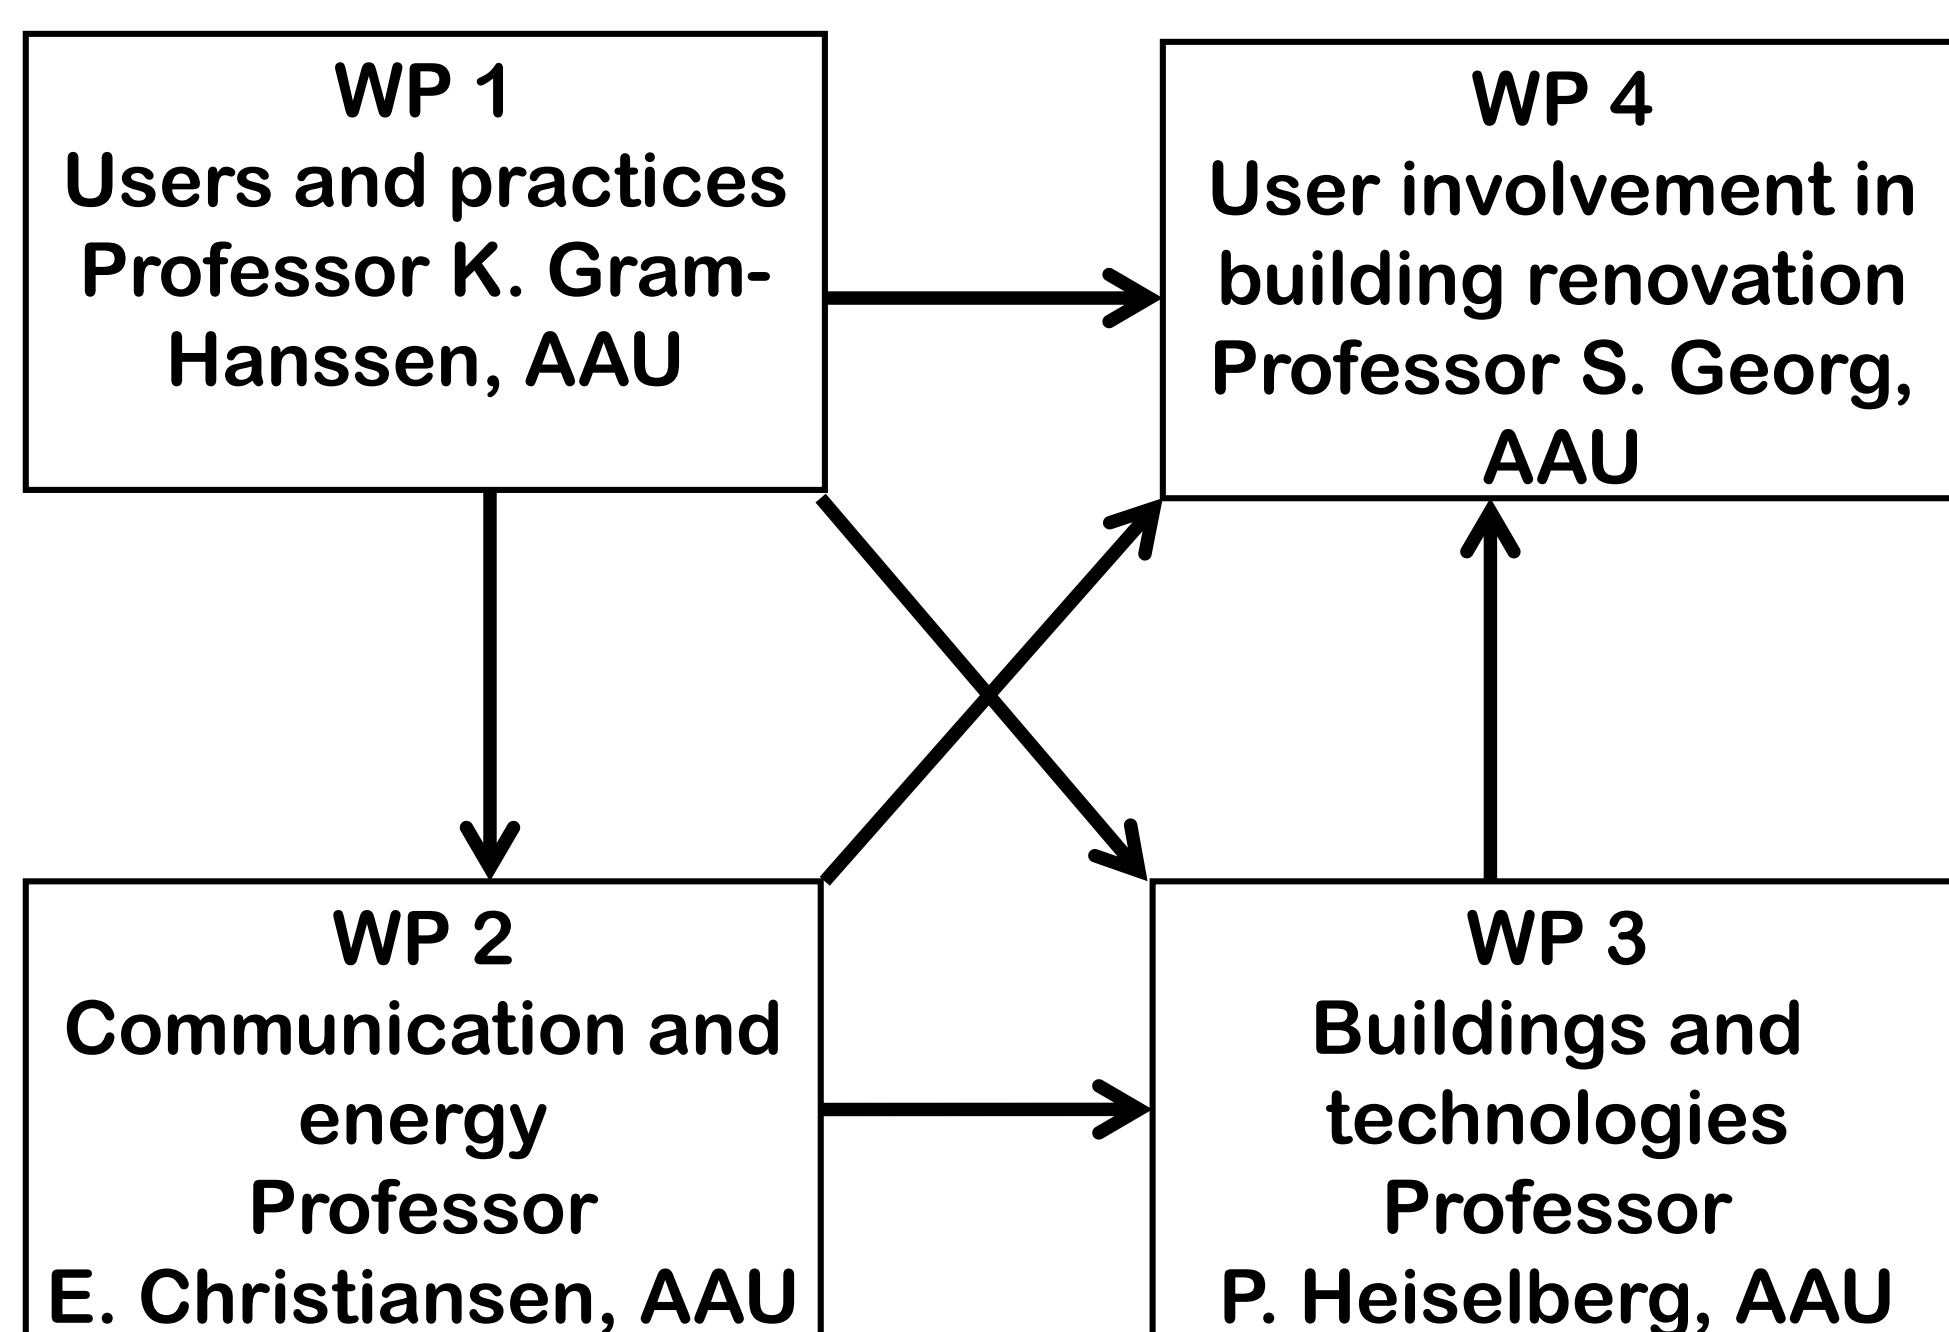 WP 1
Users and practices
Professor K. Gram-
Hanssen, AAU
WP 4
User involvement in
building renovation
Professor S. Georg,
AAU
WP 2
Communication and
energy
Professor
E. Christiansen, AAU
WP 3
Buildings and
technologies
Professor
P. Heiselberg, AAU